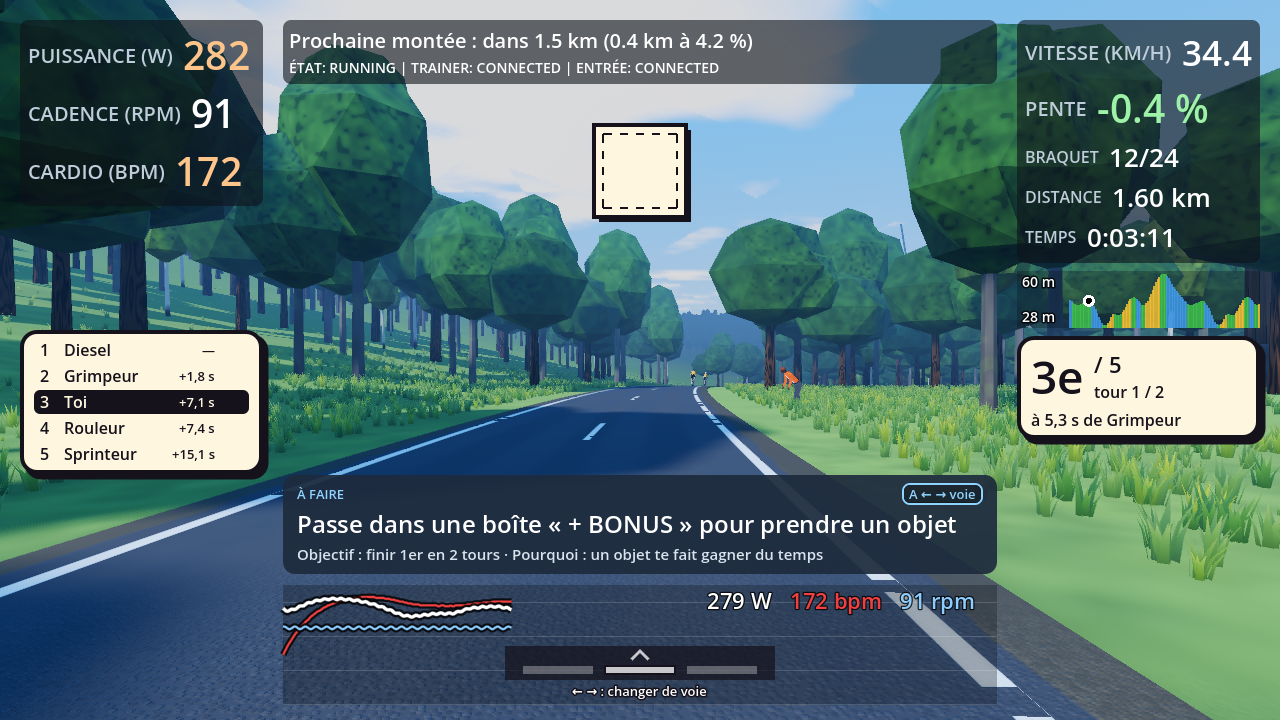 PUISSANCE (W) 282
CADENCE (RPM) 91
CARDIO (BPM) 172
Prochaine montée : dans 1.5 km (0.4 km à 4.2 %)
ÉTAT: RUNNING | TRAINER: CONNECTED | ENTRÉE: CONNECTED
VITESSE (KM/H) 34.4
PENTE -0.4 %
BRAQUET 12/24
DISTANCE 1.60 km
TEMPS 0:03:11
60 m
28 m
1 Diesel —
2 Grimpeur +1,8 s
3 Toi +7,1 s
4 Rouleur +7,4 s
5 Sprinteur +15,1 s
3e / 5
tour 1 / 2
à 5,3 s de Grimpeur
À FAIRE
A ← → voie
Passe dans une boîte « + BONUS » pour prendre un objet
Objectif : finir 1er en 2 tours · Pourquoi : un objet te fait gagner du temps
279 W 172 bpm 91 rpm
← → : changer de voie